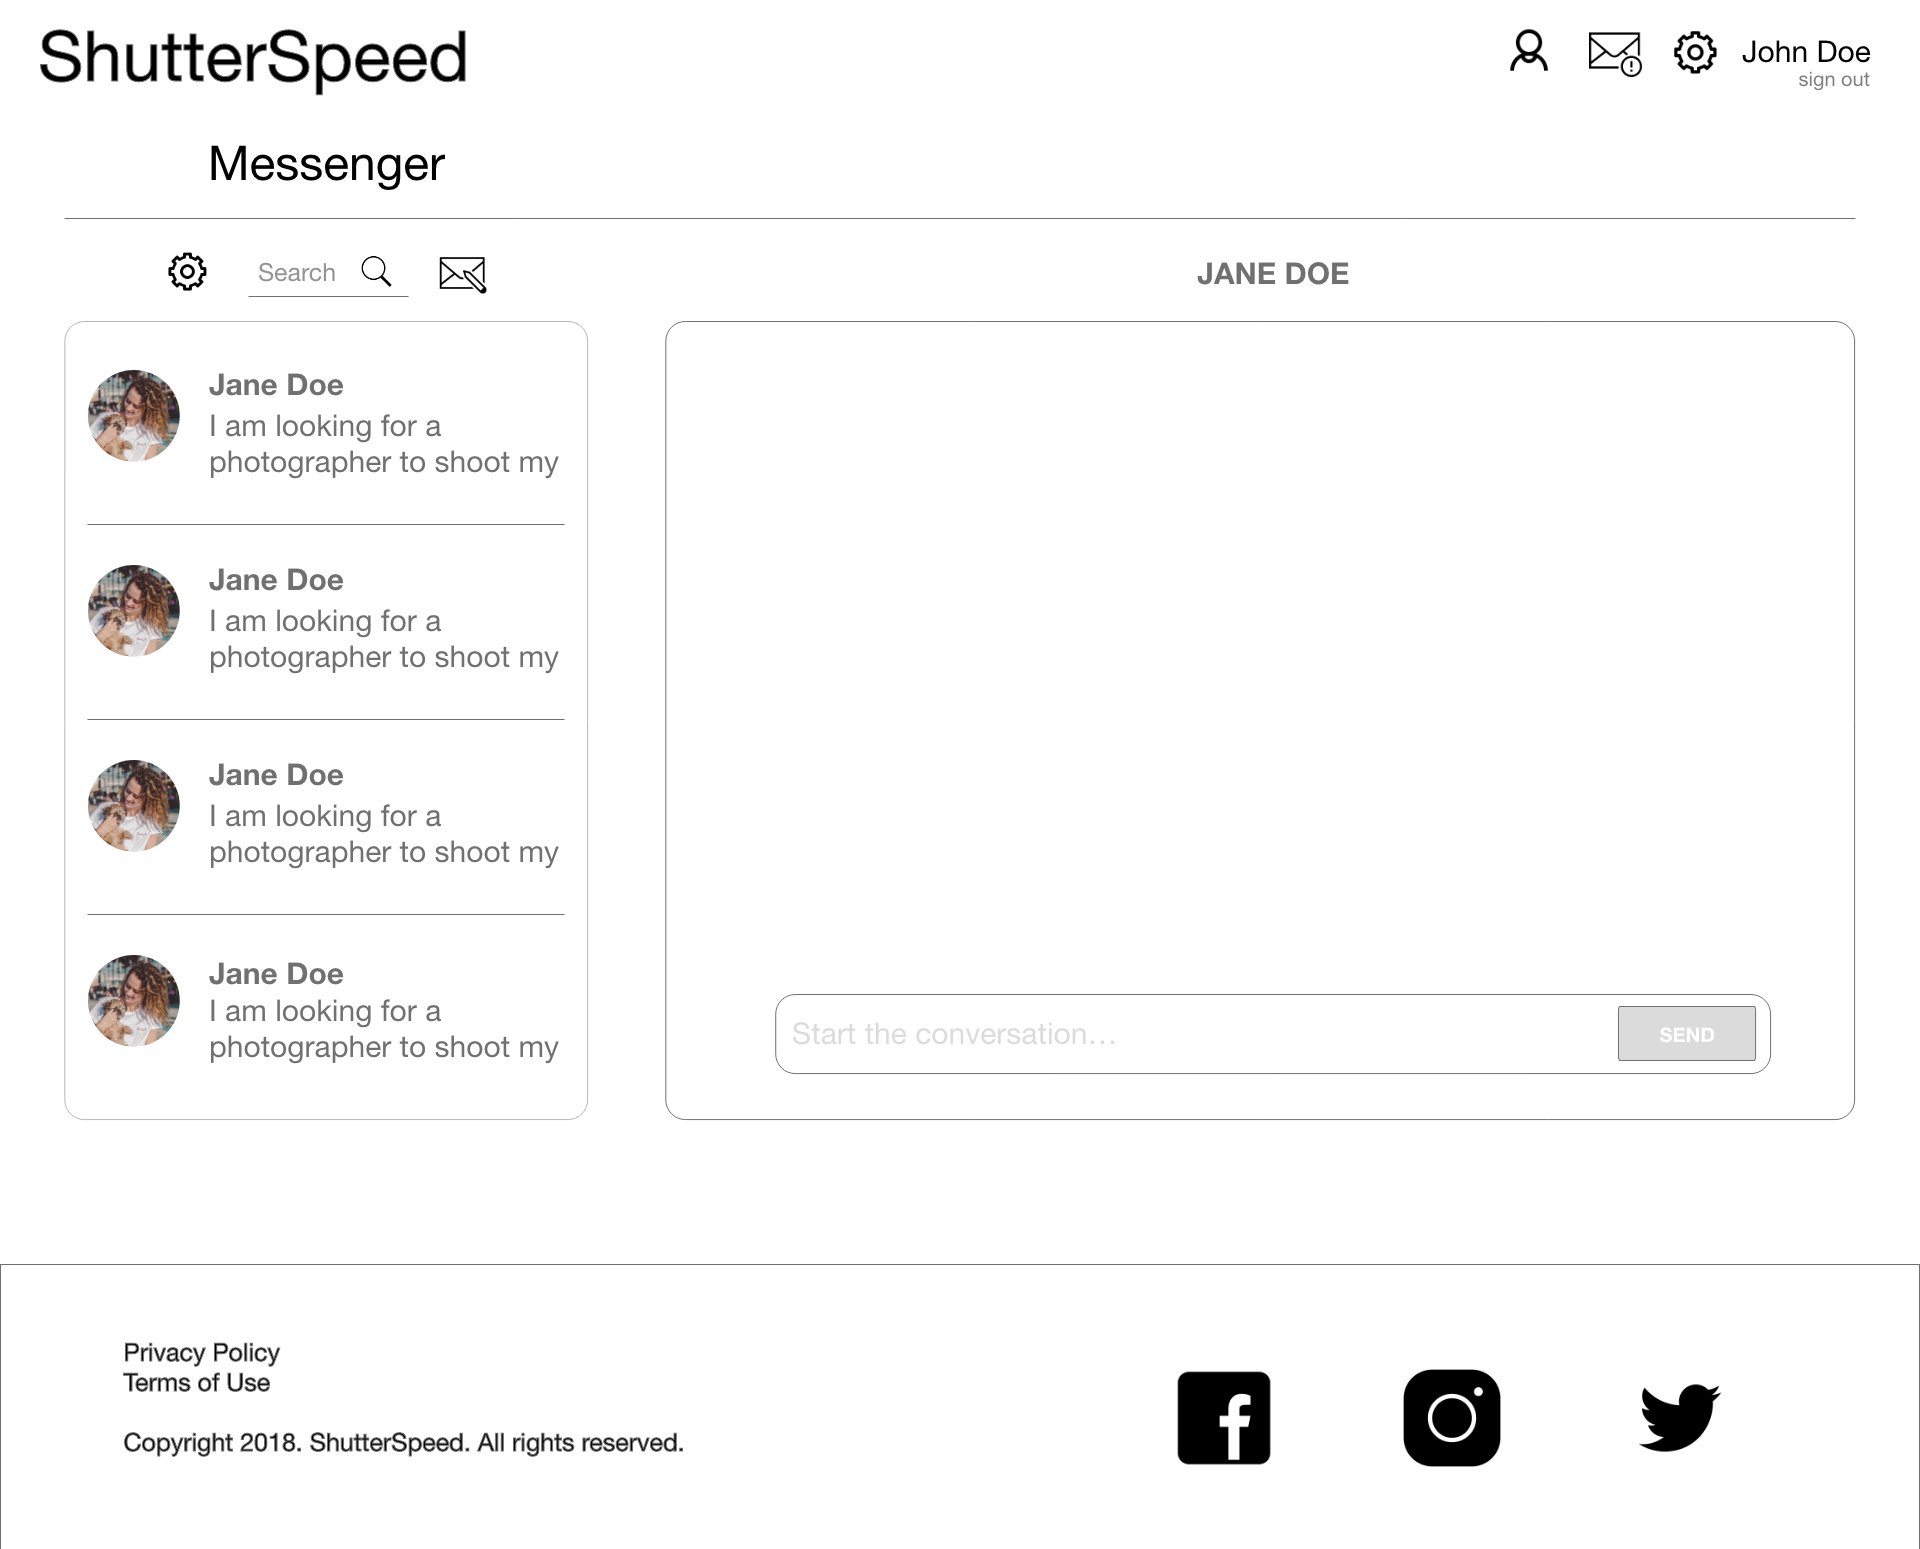 ShutterSpeed
John Doe
sign out
Messenger
Search
JANE DOE
Jane Doe
I am looking for a
photographer to shoot my
Jane Doe
I am looking for a
photographer to shoot my
Jane Doe
I am looking for a
photographer to shoot my
Jane Doe
I am looking for a
photographer to shoot my
Start the conversation...
SEND
Privacy Policy
Terms of Use
Copyright 2018. ShutterSpeed. All rights reserved.